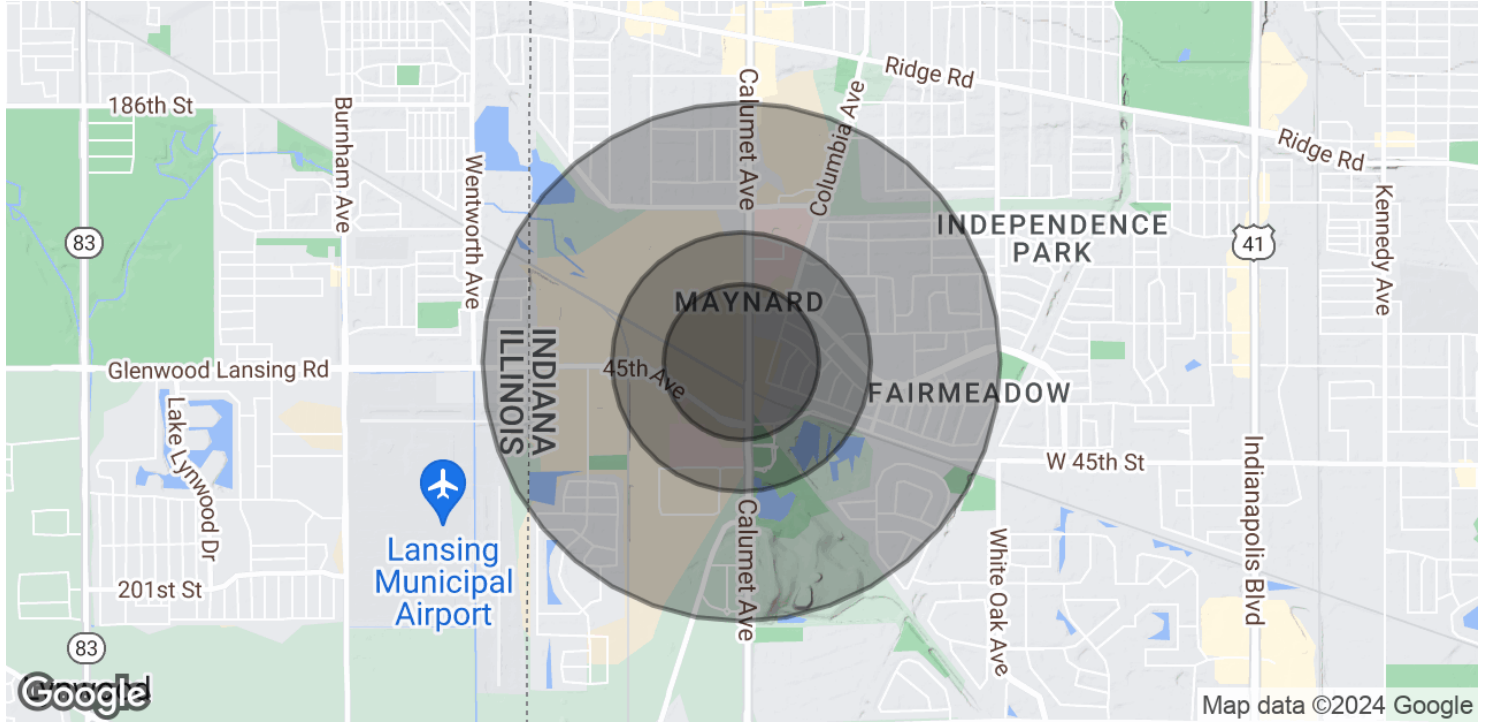 Ridge Rd
186th St
Burnham Ave
Calumet Ave
Columbia Ave
Ridge Rd
Wentworth Ave
Kennedy Ave
INDEPENDENCE
PARK
83
41
MAYNARD
INDIANA
ILLINOIS
Glenwood Lansing Rd
45th Ave
FAIRMEADOW
Lake Lynwood Dr
W 45th St
Indianapolis Blvd
Calumet Ave
White Oak Ave
Lansing
Municipal
Airport
201st St
83
Lynwood
Google
Map data ©2024 Google